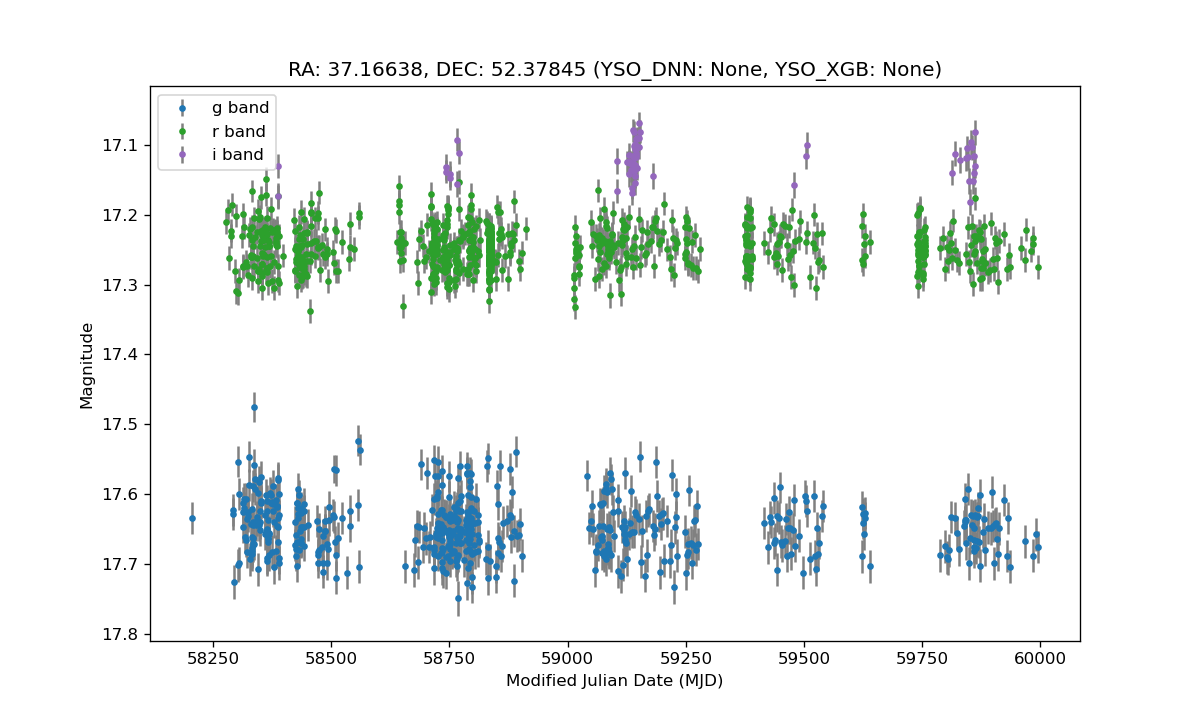 RA: 37.16638, DEC: 52.37845 (YSO_DNN: None, YSO_XGB: None)
g band
r band
i band
Magnitude
17.1
17.2
17.3
17.4
17.5
17.6
17.7
17.8
58250 58500 58750 59000 59250 59500 59750 60000
Modified Julian Date (MJD)